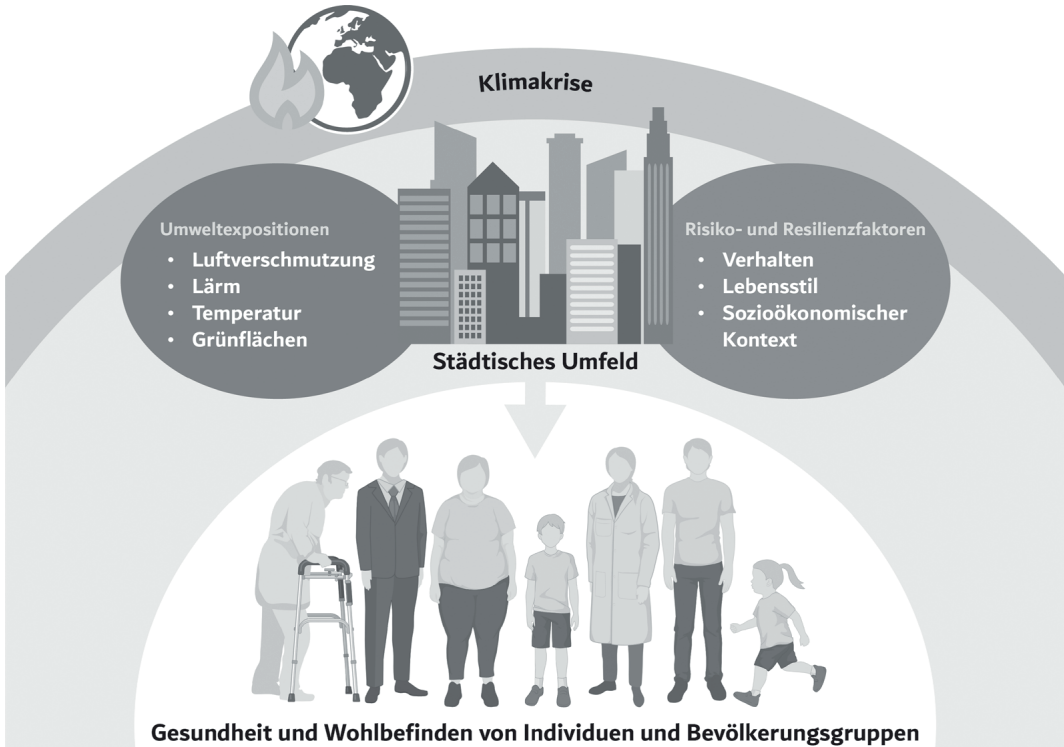 Klimakrise
Umweltexpositionen
• Luftverschmutzung
• Lärm
• Temperatur
• Grünflächen
Risiko- und Resilienzfaktoren
• Verhalten
• Lebensstil
• Sozioökonomischer
Kontext
Städtisches Umfeld
Gesundheit und Wohlbefinden von Individuen und Bevölkerungsgruppen